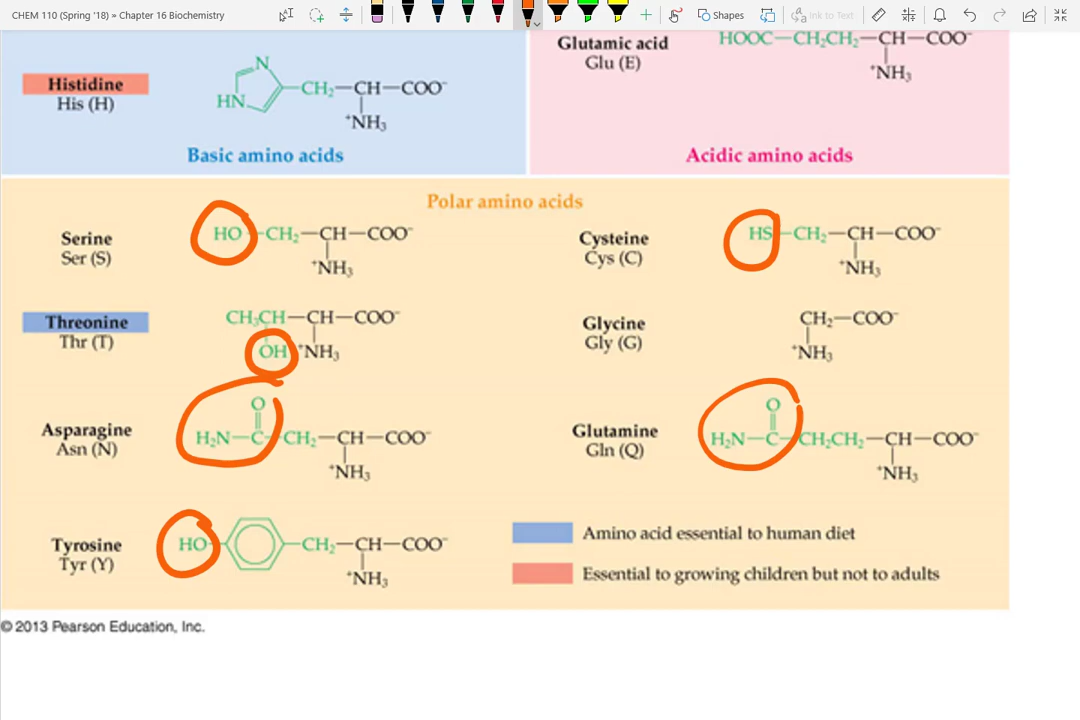 CHEM 110 (Spring '18) » Chapter 16 Biochemistry
Shapes
Ink to Text
Histidine
His (H)
N
HN
CH₂—CH—COO⁻
⁺NH₃
Basic amino acids
Glutamic acid
Glu (E)
HOOC—CH₂CH₂—CH—COO⁻
⁺NH₃
Acidic amino acids
Polar amino acids
Serine
Ser (S)
HO—CH₂—CH—COO⁻
⁺NH₃
Cysteine
Cys (C)
HS—CH₂—CH—COO⁻
⁺NH₃
Threonine
Thr (T)
CH₃CH—CH—COO⁻
OH ⁺NH₃
Glycine
Gly (G)
CH₂—COO⁻
⁺NH₃
Asparagine
Asn (N)
O
H₂N—C—CH₂—CH—COO⁻
⁺NH₃
Glutamine
Gln (Q)
O
H₂N—C—CH₂CH₂—CH—COO⁻
⁺NH₃
Tyrosine
Tyr (Y)
HO—CH₂—CH—COO⁻
⁺NH₃
Amino acid essential to human diet
Essential to growing children but not to adults
© 2013 Pearson Education, Inc.